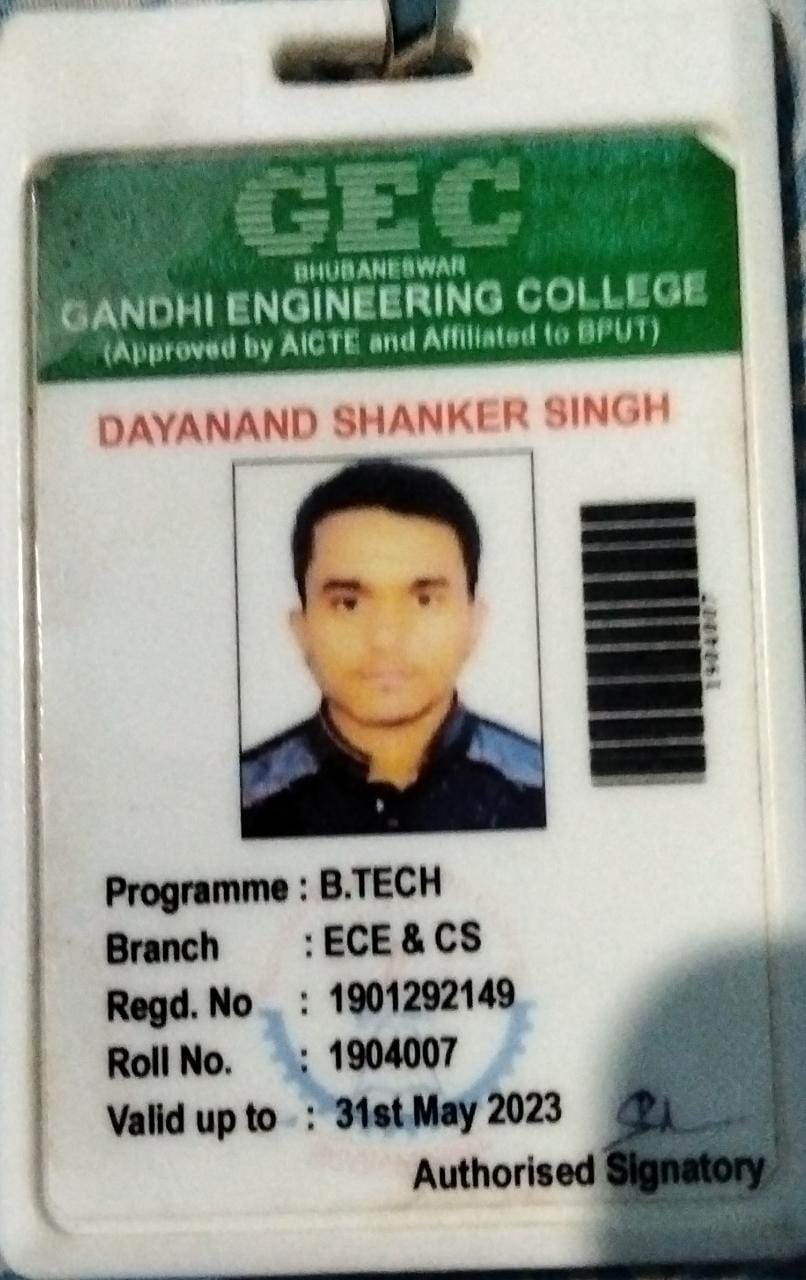 GEC
BHUBANESWAR
GANDHI ENGINEERING COLLEGE
(Approved by AICTE and Affiliated to BPUT)
DAYANAND SHANKER SINGH
1904007
Programme : B.TECH
Branch : ECE & CS
Regd. No : 1901292149
Roll No. : 1904007
Valid up to : 31st May 2023
Authorised Signatory